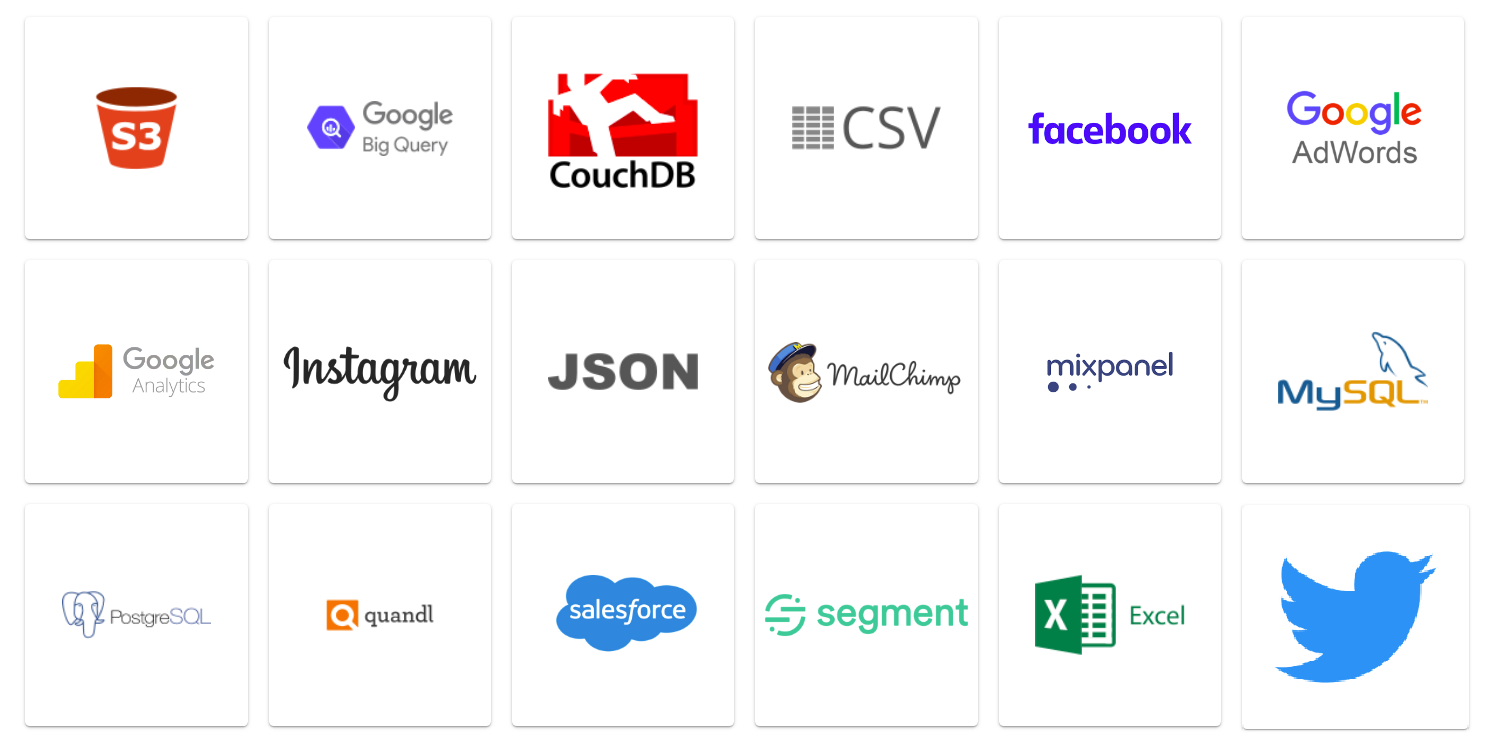 S3
Google
Big Query
CouchDB
CSV
facebook
Google
AdWords
Google
Analytics
Instagram
JSON
MailChimp
mixpanel
MySQL™
PostgreSQL
quandl
salesforce
segment
X Excel